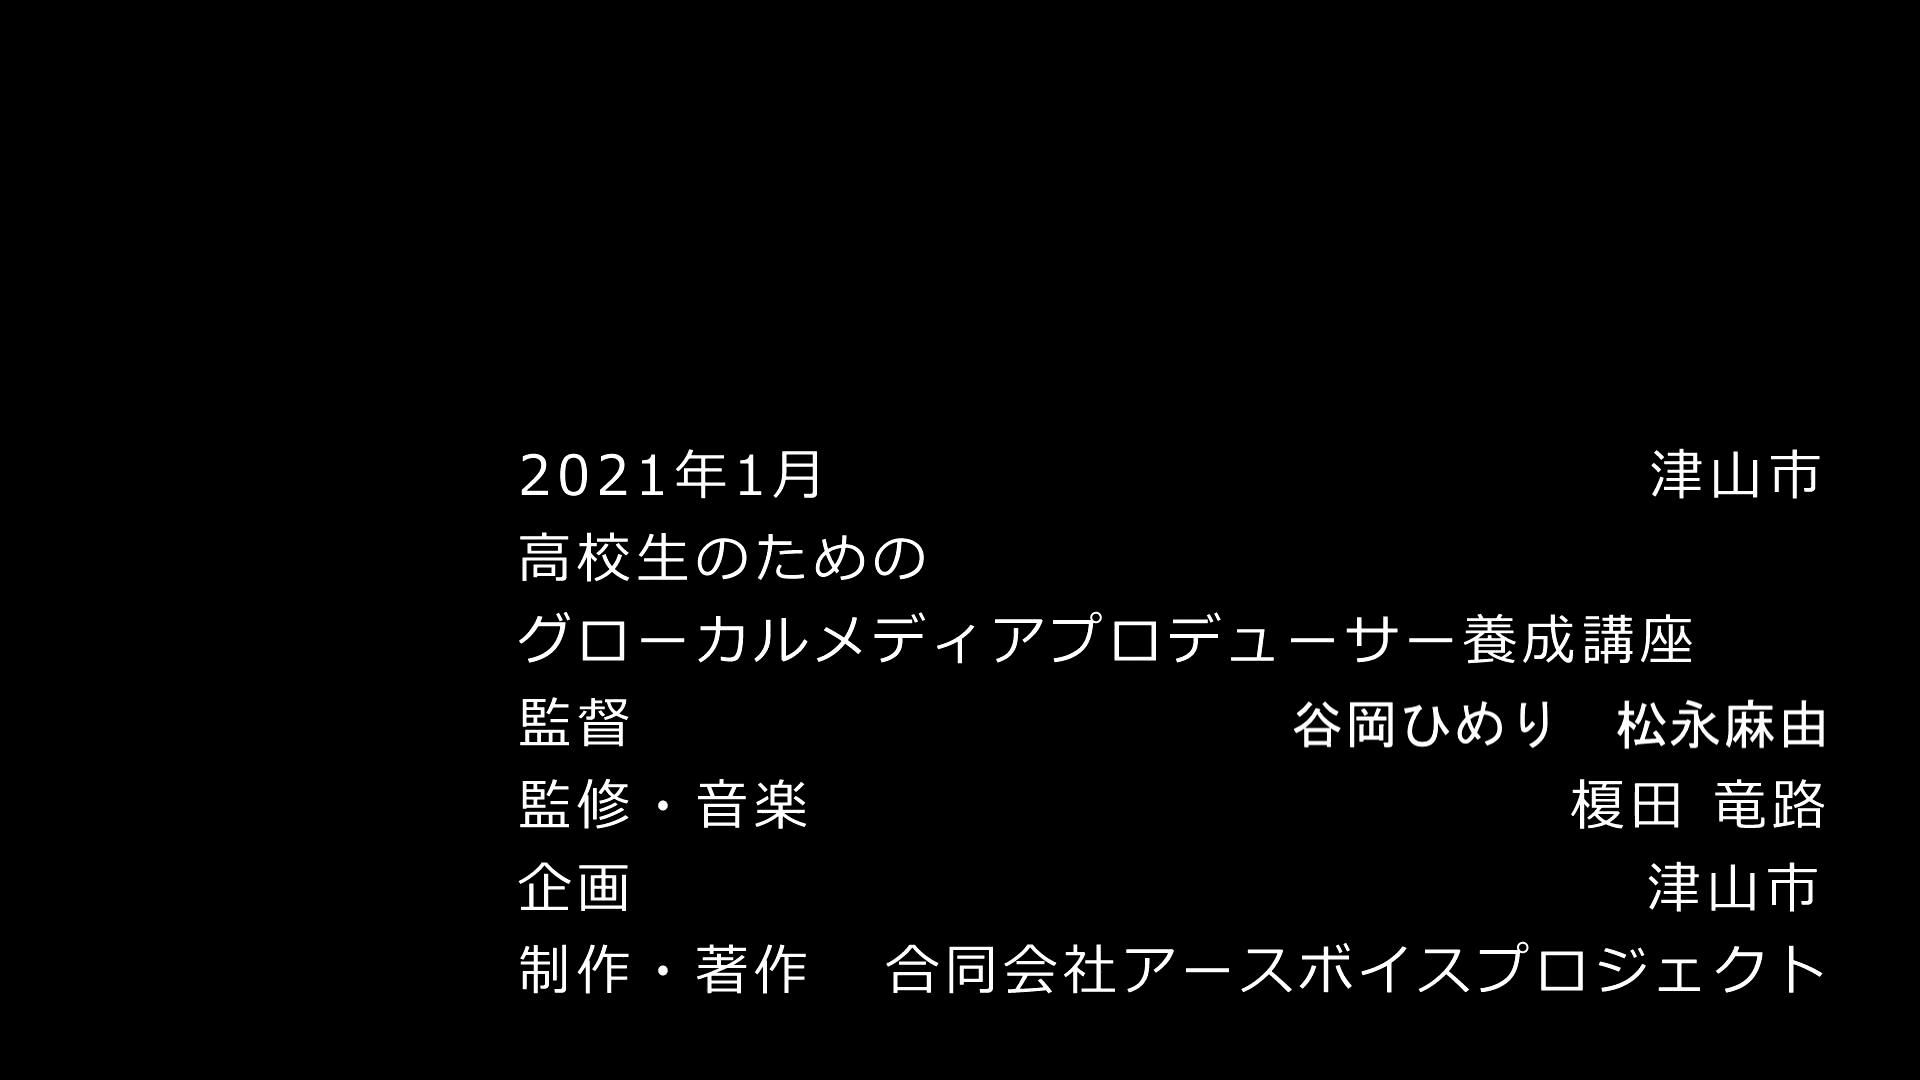 2021年1月　津山市
高校生のための
グローカルメディアプロデューサー養成講座
監督　谷岡ひめり　松永麻由
監修・音楽　榎田 竜路
企画　津山市
制作・著作　合同会社アースボイスプロジェクト